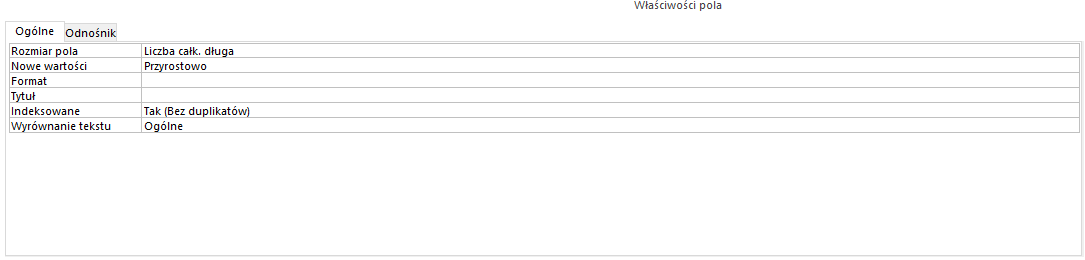 Właściwości pola
Ogólne Odnośnik
Rozmiar pola Liczba całk. długa
Nowe wartości Przyrostowo
Format
Tytuł
Indeksowane Tak (Bez duplikatów)
Wyrównanie tekstu Ogólne